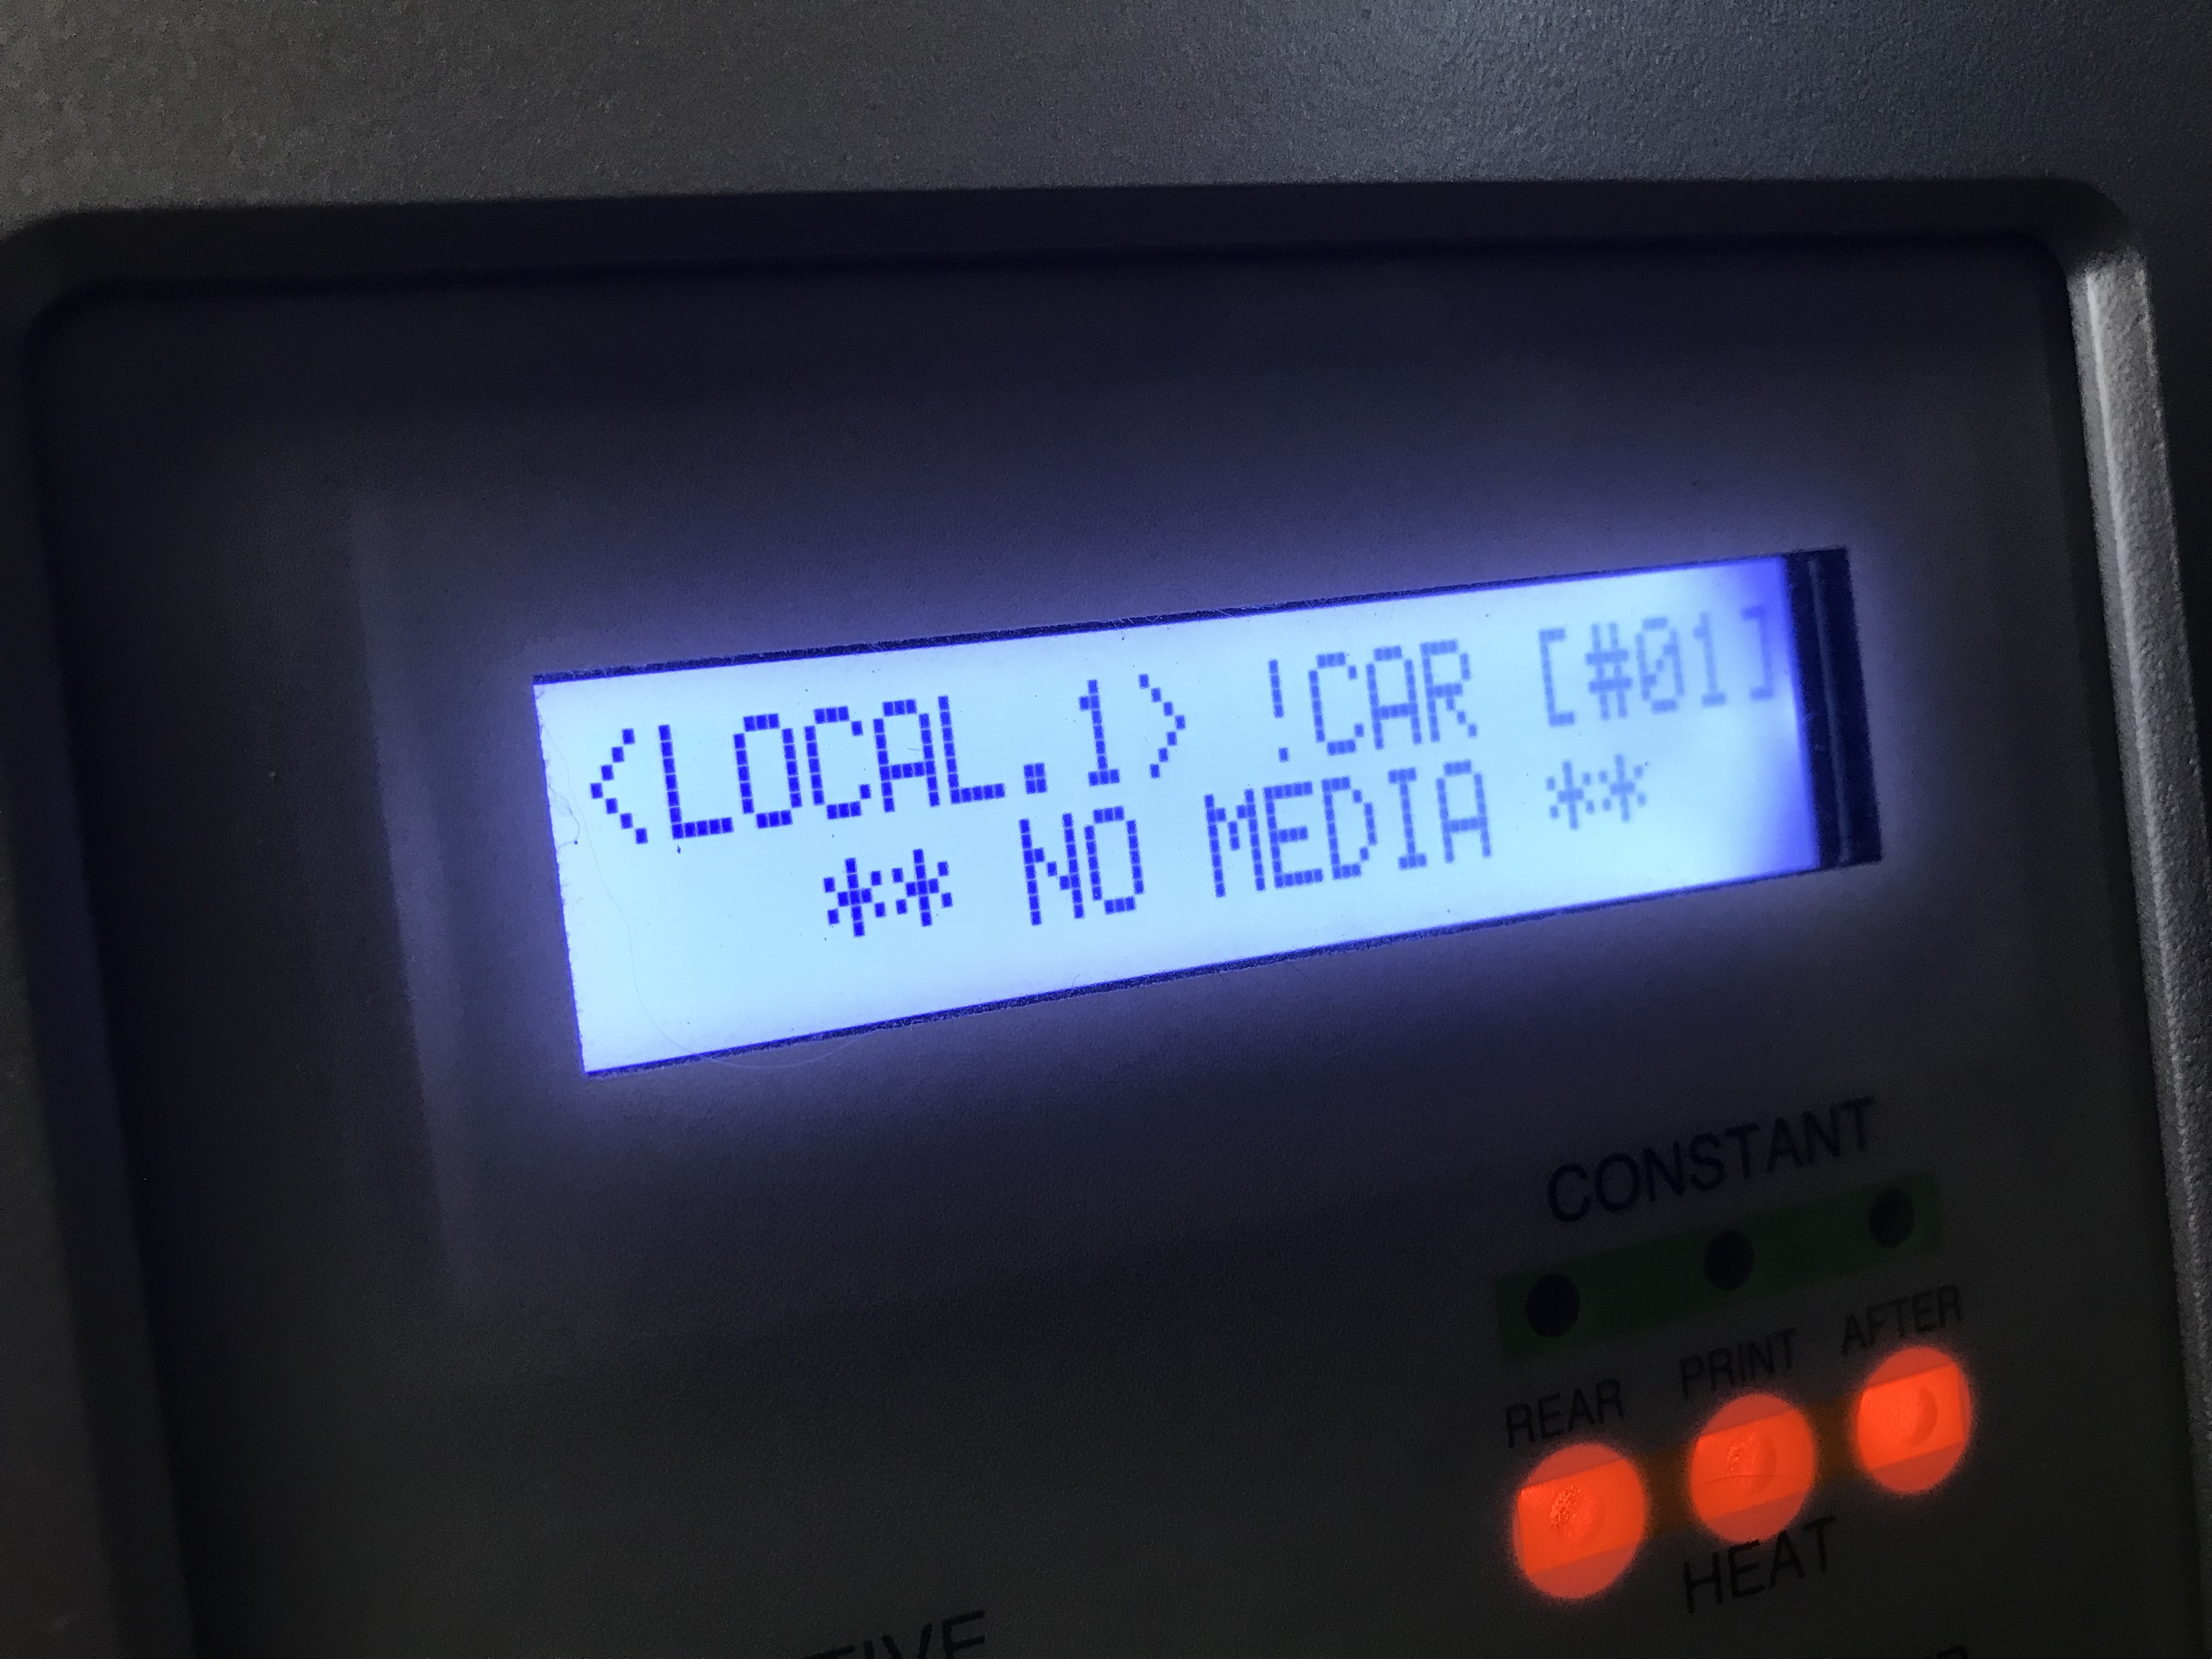 <LOCAL.1> !CAR [#01]
** NO MEDIA **
CONSTANT
REAR PRINT AFTER
HEAT